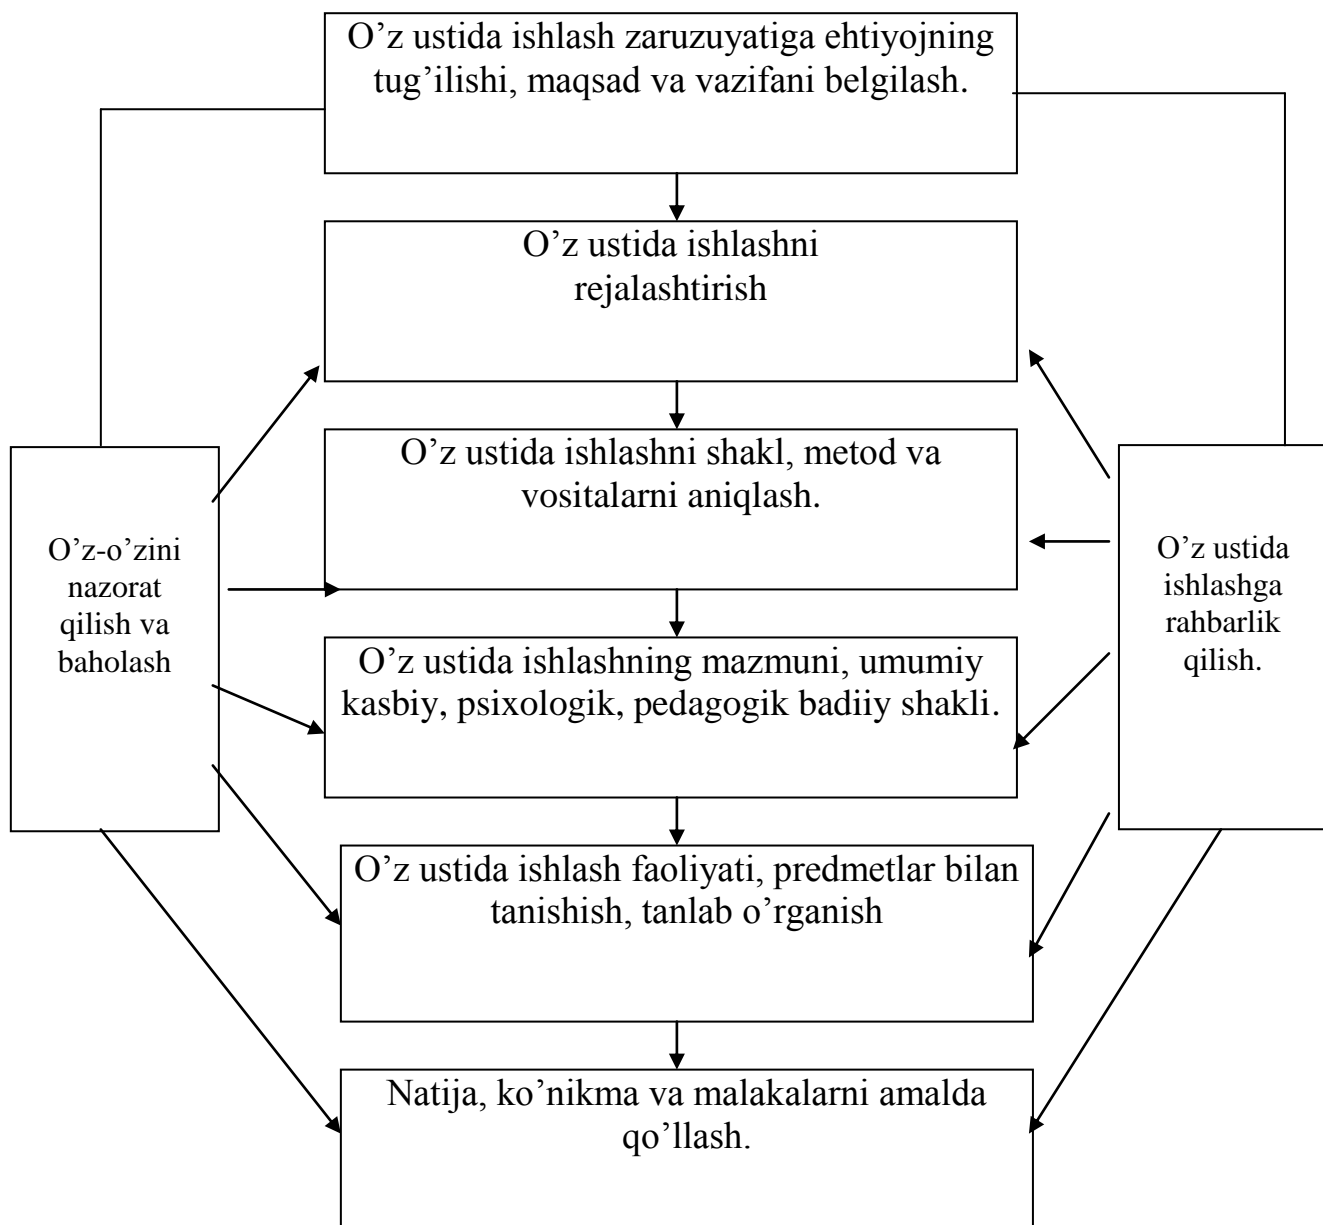 O’z ustida ishlash zaruzuyatiga ehtiyojning
tug’ilishi, maqsad va vazifani belgilash.
O’z ustida ishlashni
rejalashtirish
O’z ustida ishlashni shakl, metod va
vositalarni aniqlash.
O’z-o’zini
nazorat
qilish va
baholash
O’z ustida
ishlashga
rahbarlik
qilish.
O’z ustida ishlashning mazmuni, umumiy
kasbiy, psixologik, pedagogik badiiy shakli.
O’z ustida ishlash faoliyati, predmetlar bilan
tanishish, tanlab o’rganish
Natija, ko’nikma va malakalarni amalda
qo’llash.